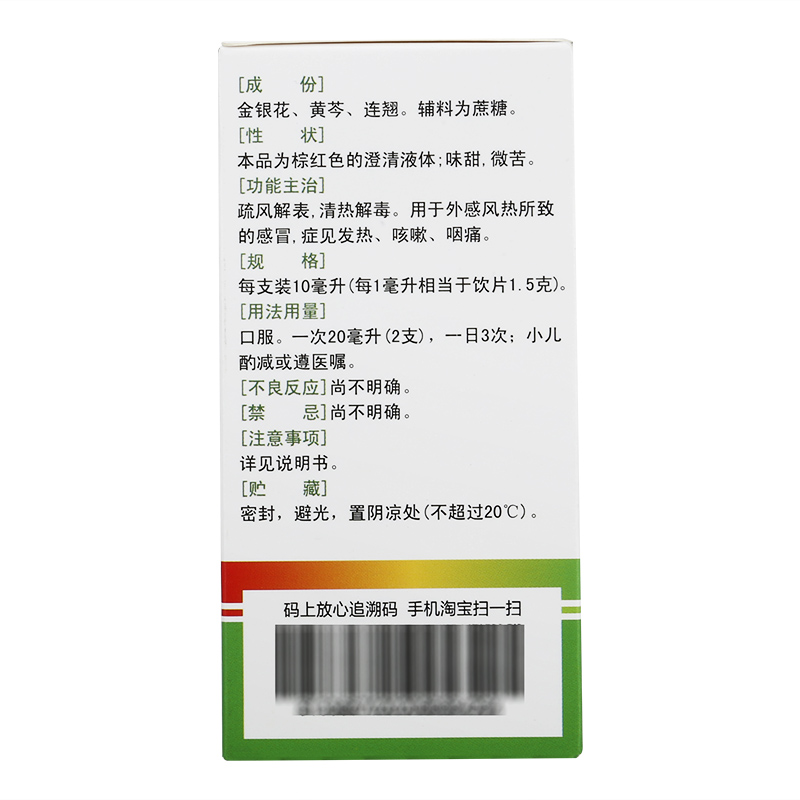 [成 份]
金银花、黄芩、连翘。辅料为蔗糖。
[性 状]
本品为棕红色的澄清液体;味甜,微苦。
[功能主治]
疏风解表,清热解毒。用于外感风热所致
的感冒,症见发热、咳嗽、咽痛。
[规 格]
每支装10毫升(每1毫升相当于饮片1.5克)。
[用法用量]
口服。一次20毫升(2支)，一日3次；小儿
酌减或遵医嘱。
[不良反应]尚不明确。
[禁 忌]尚不明确。
[注意事项]
详见说明书。
[贮 藏]
密封，避光，置阴凉处(不超过20℃)。
码上放心追溯码 手机淘宝扫一扫